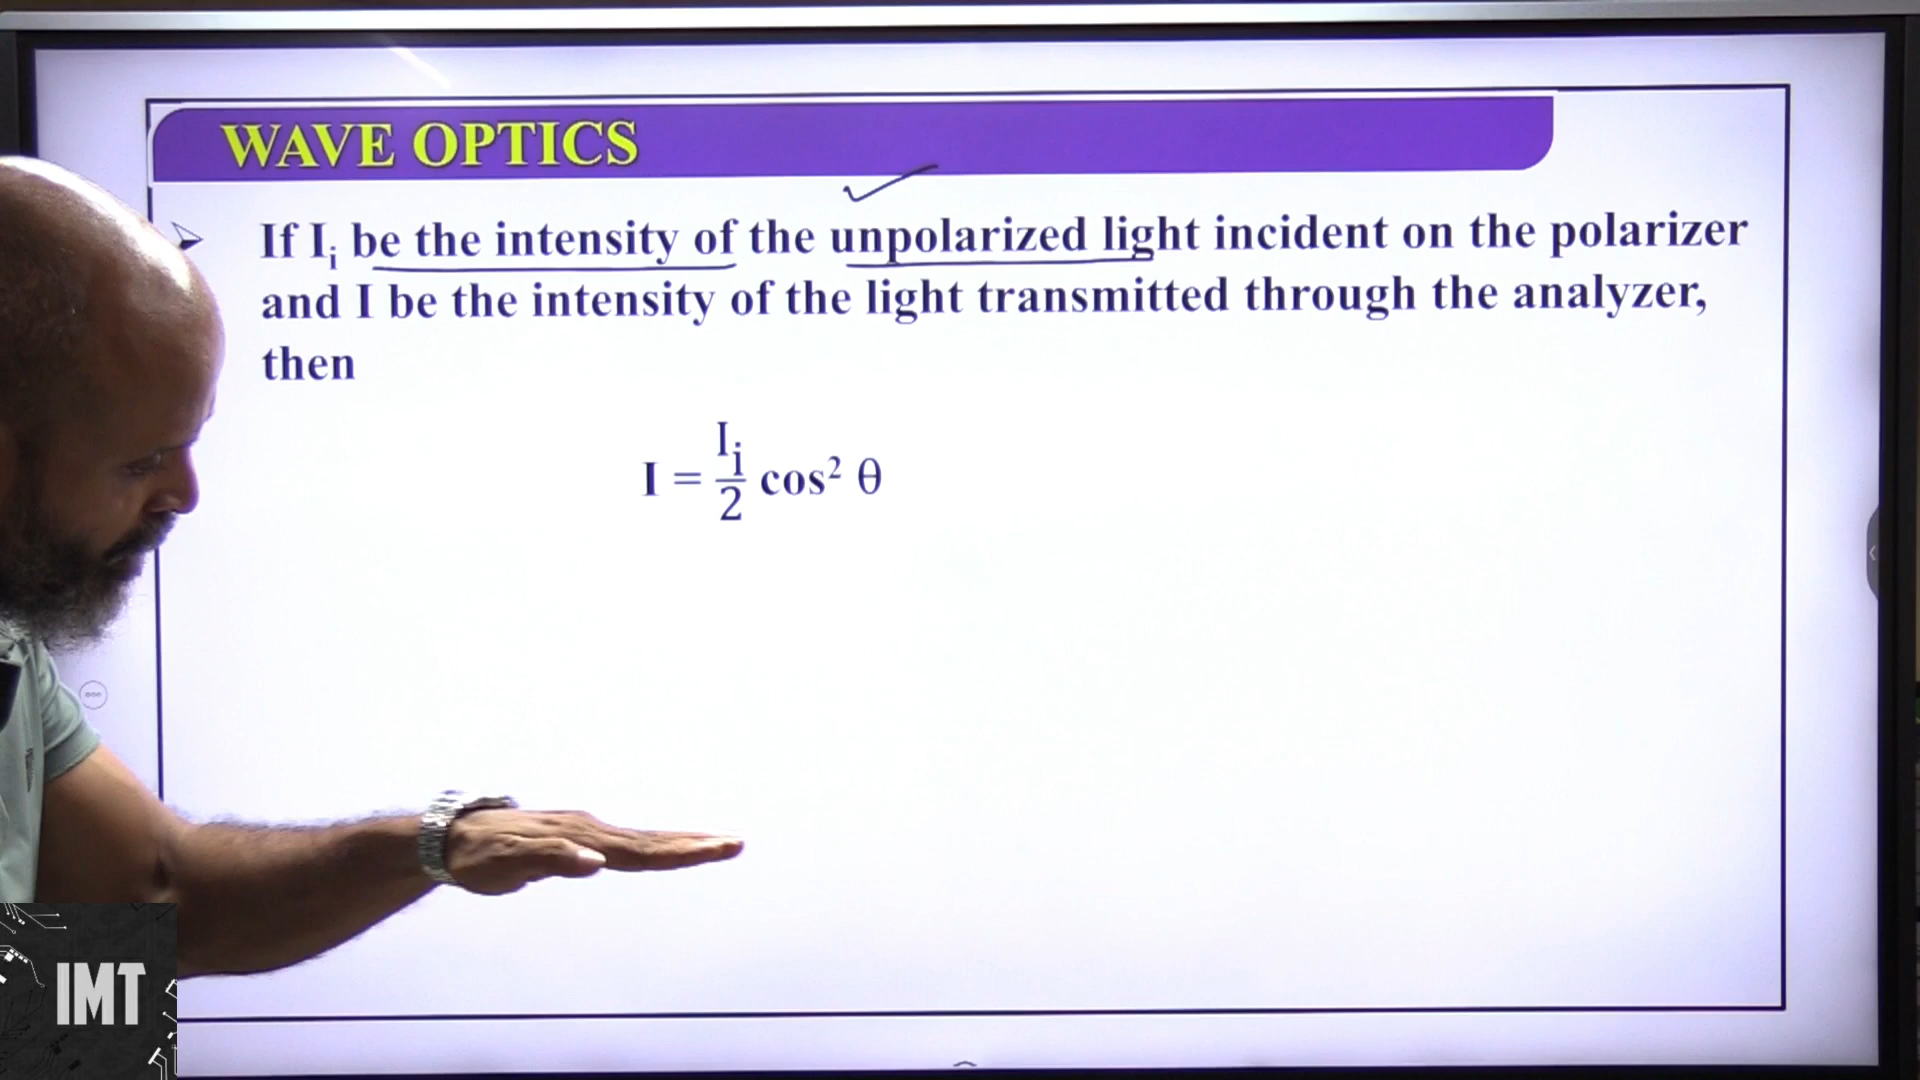 WAVE OPTICS
If Iᵢ be the intensity of the unpolarized light incident on the polarizer
and I be the intensity of the light transmitted through the analyzer,
then
I = Iᵢ/2 cos² θ
IMT